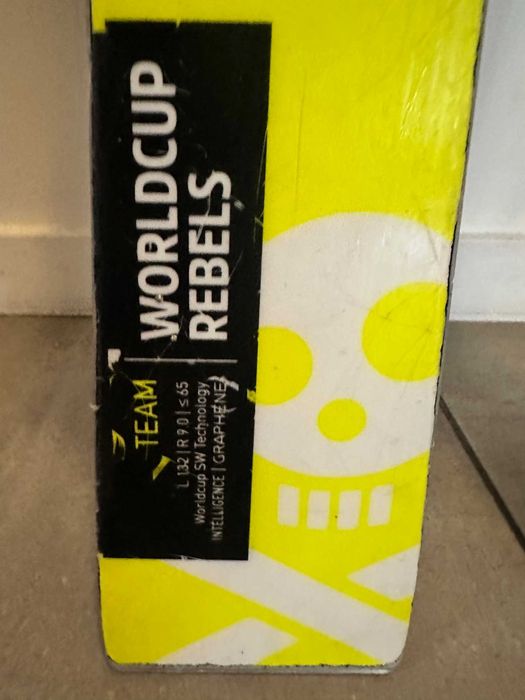 WORLDCUP
REBELS
TEAM
L 132 | R 9.0 | ≤ 65
Worldcup SW Technology
INTELLIGENCE | GRAPHENE